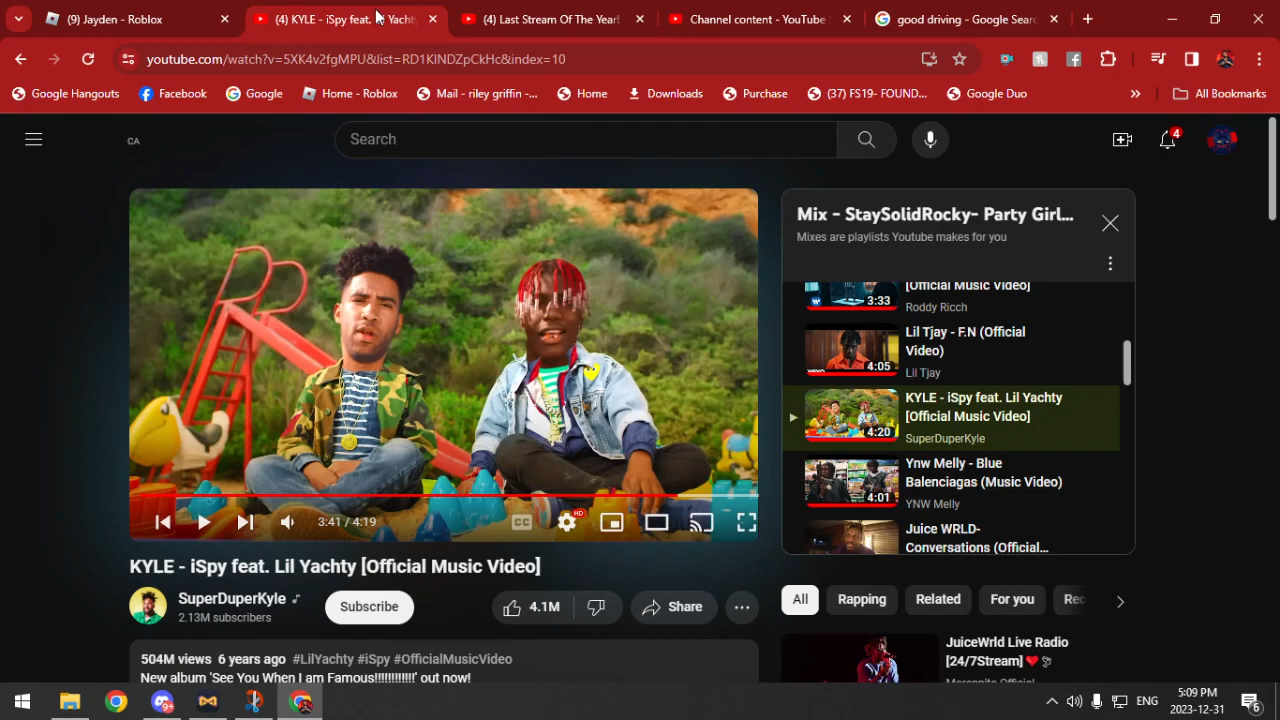 (9) Jayden - Roblox
(4) KYLE - iSpy feat. Yachty
(4) Last Stream Of The Year!
Channel content - YouTube
good driving - Google Sear
youtube.com/watch?v=5XK4v2fgMPU&list=RD1KlNDZpCkHc&index=10
Google Hangouts
Facebook
Google
Home - Roblox
Mail - riley griffin -...
Home
Downloads
Purchase
(37) FS19- FOUND...
Google Duo
All Bookmarks
CA
Search
4
Mix - StaySolidRocky- Party Girl...
Mixes are playlists Youtube makes for you
[Official Music Video]
Roddy Ricch
3:33
Lil Tjay - F.N (Official
Video)
Lil Tjay
4:05
KYLE - iSpy feat. Lil Yachty
[Official Music Video]
SuperDuperKyle
4:20
Ynw Melly - Blue
Balenciagas (Music Video)
YNW Melly
4:01
Juice WRLD-
Conversations (Official...
3:41 / 4:19
CC
HD
KYLE - iSpy feat. Lil Yachty [Official Music Video]
SuperDuperKyle
2.13M subscribers
Subscribe
4.1M
Share
504M views 6 years ago #LilYachty #iSpy #OfficialMusicVideo
New album 'See You When I am Famous!!!!!!!!!!!!' out now!
All
Rapping
Related
For you
Rec
JuiceWrld Live Radio
[24/7Stream]
ENG
5:09 PM
2023-12-31
6